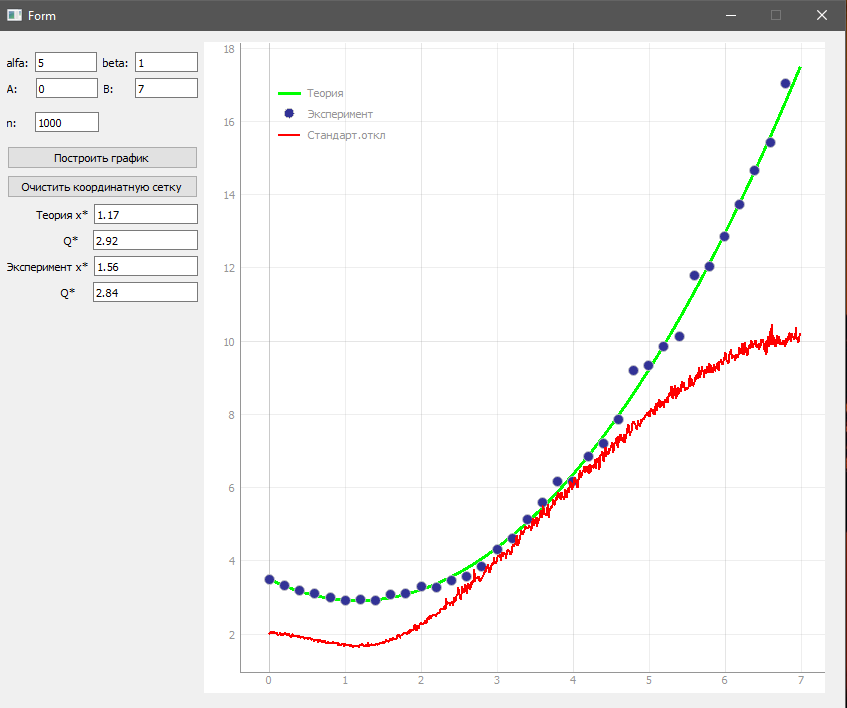 Form
alfa: 5 beta: 1
A: 0 B: 7
n: 1000
Построить график
Очистить координатную сетку
Теория x* 1.17
Q* 2.92
Эксперимент x* 1.56
Q* 2.84
Теория
Эксперимент
Стандарт.откл
18
16
14
12
10
8
6
4
2
0 1 2 3 4 5 6 7